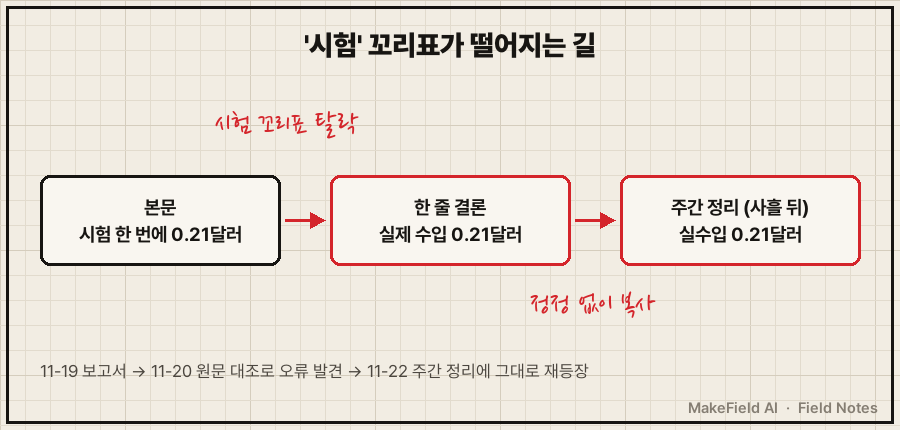 '시험' 꼬리표가 떨어지는 길
시험 꼬리표 탈락
본문
시험 한 번에 0.21달러
한 줄 결론
실제 수입 0.21달러
주간 정리 (사흘 뒤)
실수입 0.21달러
정정 없이 복사
11-19 보고서 → 11-20 원문 대조로 오류 발견 → 11-22 주간 정리에 그대로 재등장
MakeField AI · Field Notes